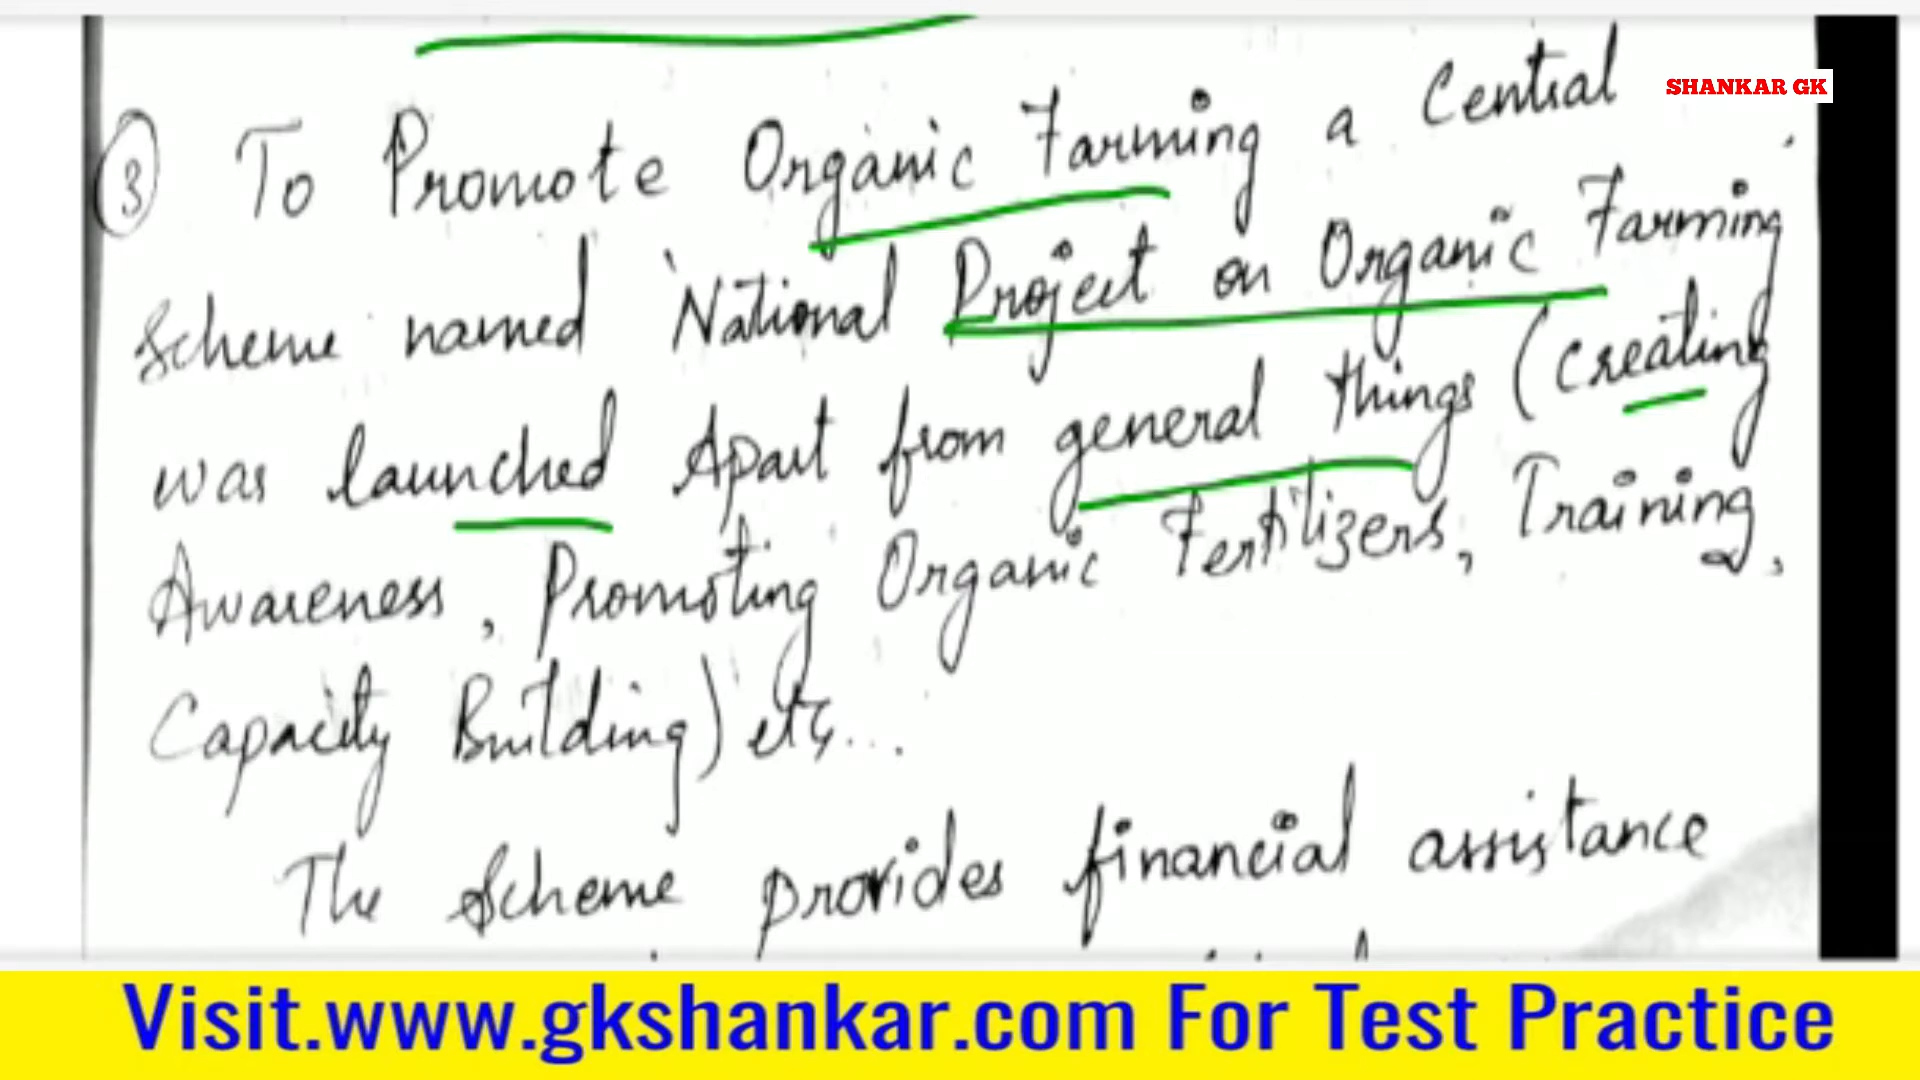 SHANKAR GK
③ To Promote Organic Farming a Central
Scheme named 'National Project on Organic Farming
was launched Apart from general things (Creating
Awareness, Promoting Organic Fertilizers, Training,
Capacity Building) etc...
The Scheme provides financial assistance
Visit.www.gkshankar.com For Test Practice